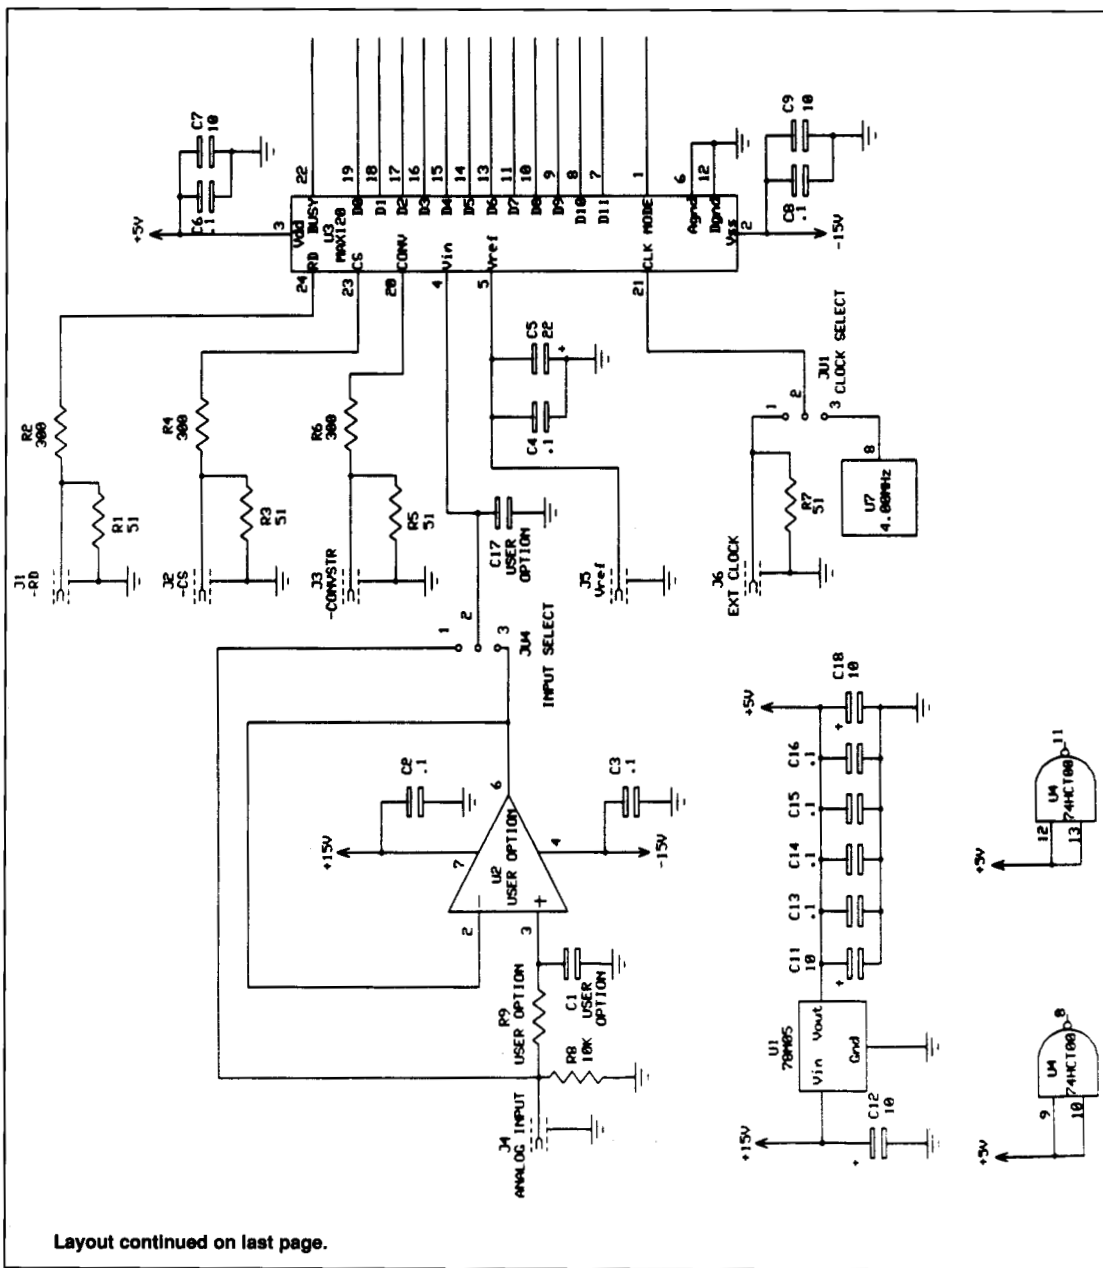 C7
10
C6
.1
+5V
3
Vdd
BUSY
22
RD
24
U3
MAX120
CS
23
CONV
20
Vin
4
Vref
5
CLK
21
MODE
1
D0
19
D1
18
D2
17
D3
16
D4
15
D5
14
D6
13
D7
11
D8
10
D9
9
D10
8
D11
7
Agnd
6
Dgnd
12
Vss
2
C9
10
C8
.1
-15V
R2
300
R1
51
J1
-RD
R4
300
R3
51
J2
-CS
R6
300
R5
51
J3
-CONVSTR
C5
22
+
C4
.1
C17
USER
OPTION
J5
Vref
1
2
3
JU1
CLOCK SELECT
R7
51
J6
EXT CLOCK
8
U7
4.00MHz
1
2
3
JU4
INPUT SELECT
+15V
C2
.1
7
6
U2
USER OPTION
-
+
2
3
4
C3
.1
-15V
R9
USER OPTION
C1
USER
OPTION
R8
10K
J4
ANALOG INPUT
+5V
C18
10
+
C16
.1
C15
.1
C14
.1
C13
.1
C11
10
+
U1
78M05
Vin
Vout
Gnd
+15V
C12
10
+
12
13
11
U4
74HCT00
+5V
9
10
8
U4
74HCT00
+5V
Layout continued on last page.